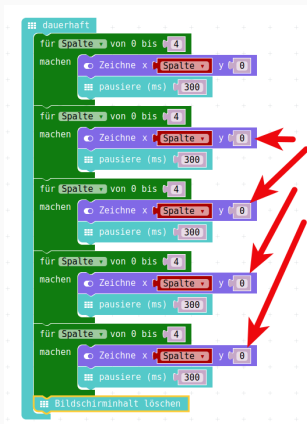 dauerhaft
für Spalte von 0 bis 4
machen Zeichne x Spalte y 0
pausiere (ms) 300
für Spalte von 0 bis 4
machen Zeichne x Spalte y 0
pausiere (ms) 300
für Spalte von 0 bis 4
machen Zeichne x Spalte y 0
pausiere (ms) 300
für Spalte von 0 bis 4
machen Zeichne x Spalte y 0
pausiere (ms) 300
für Spalte von 0 bis 4
machen Zeichne x Spalte y 0
pausiere (ms) 300
Bildschirminhalt löschen